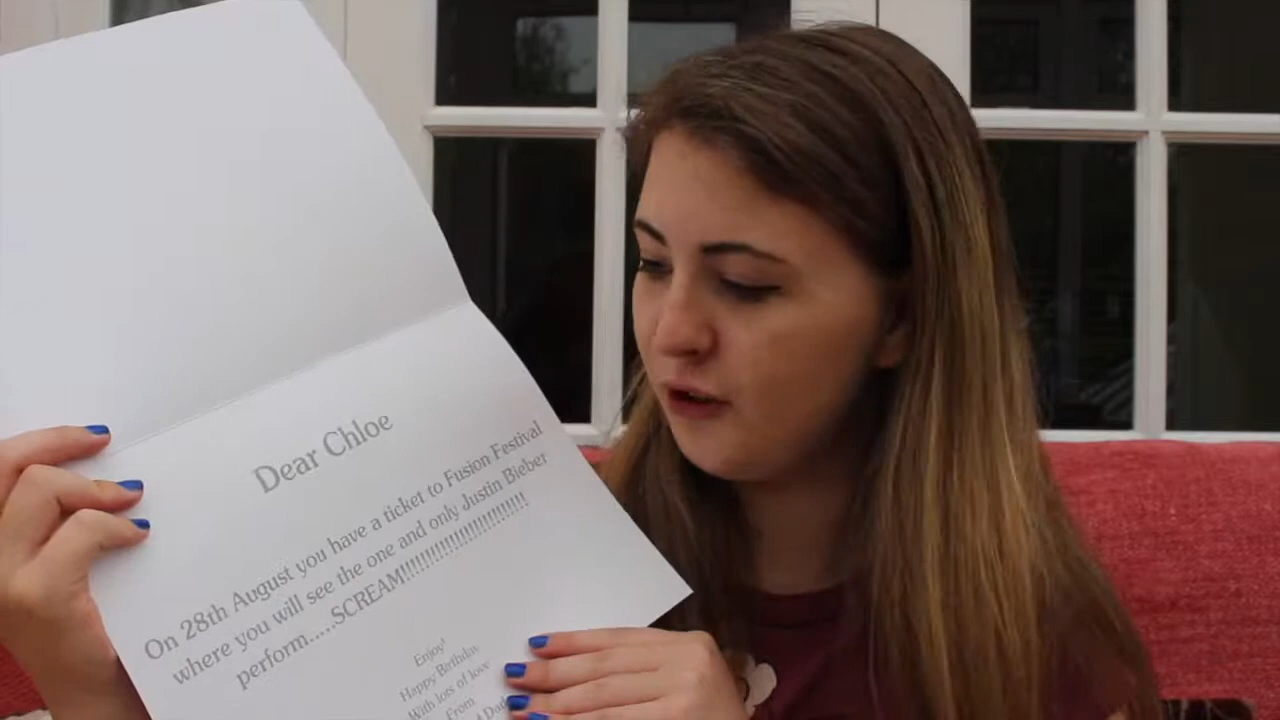 Dear Chloe
On 28th August you have a ticket to Fusion Festival
where you will see the one and only Justin Bieber
perform.....SCREAM!!!!!!!!!!!!!!!!!!!!!!!!!!!!!!
Enjoy!
Happy Birthday
With lots of love
From